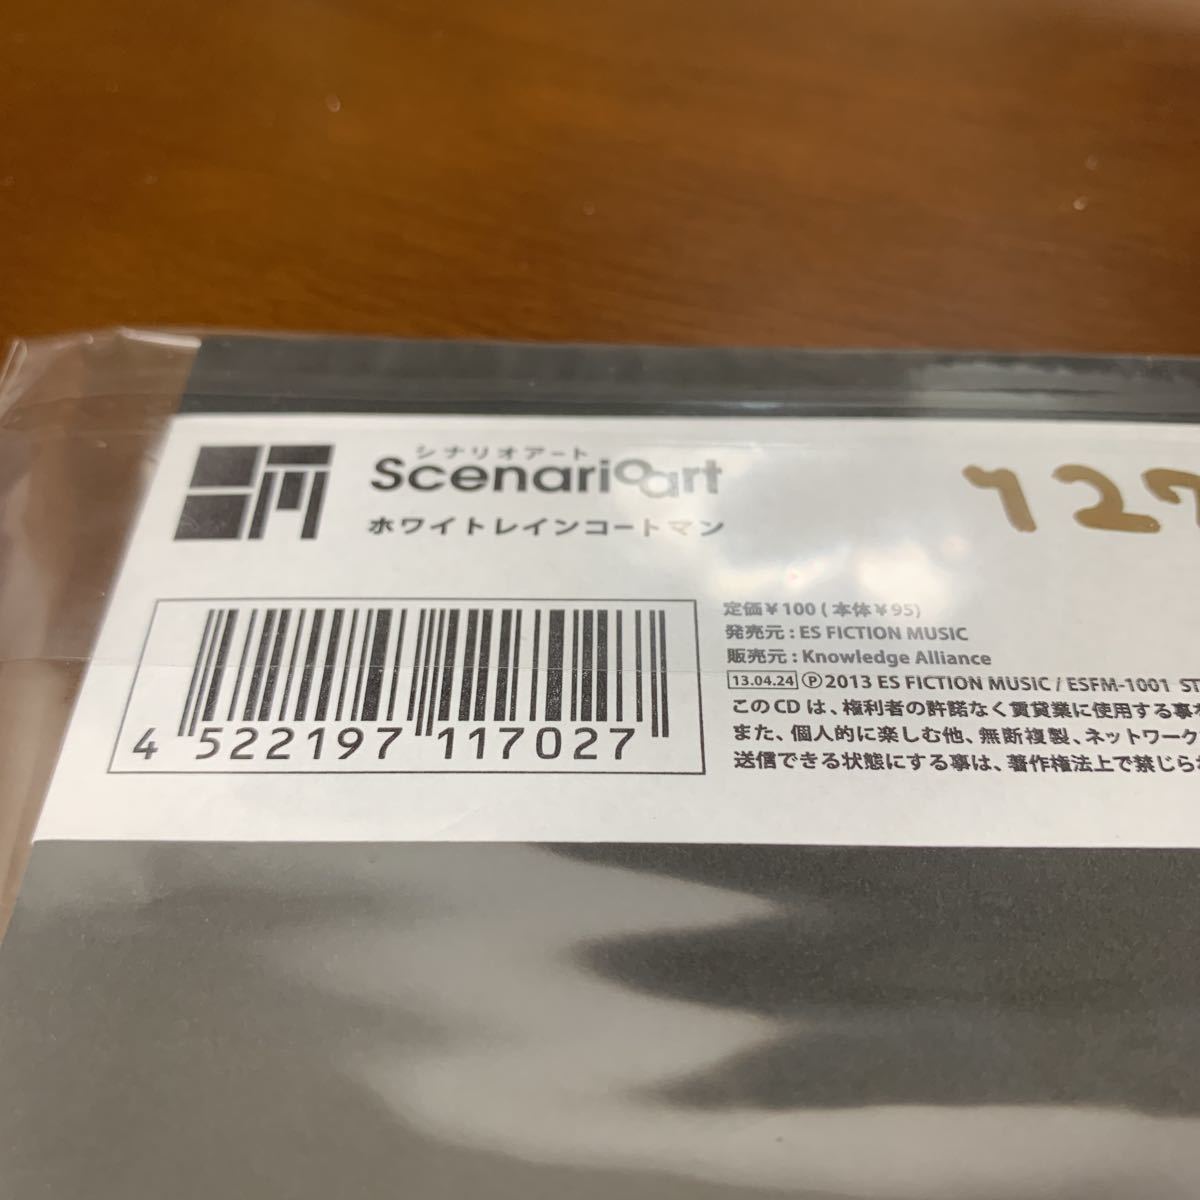 シナリオアート
Scenarioart
ホワイトレインコートマン
127
定価￥100 ( 本体￥95)
発売元 : ES FICTION MUSIC
販売元 : Knowledge Alliance
13.04.24 Ⓟ2013 ES FICTION MUSIC / ESFM-1001 ST
このCDは、権利者の許諾なく賃貸業に使用する事を
また、個人的に楽しむ他、無断複製、ネットワーク
送信できる状態にする事は、著作権法上で禁じら
4 522197 117027